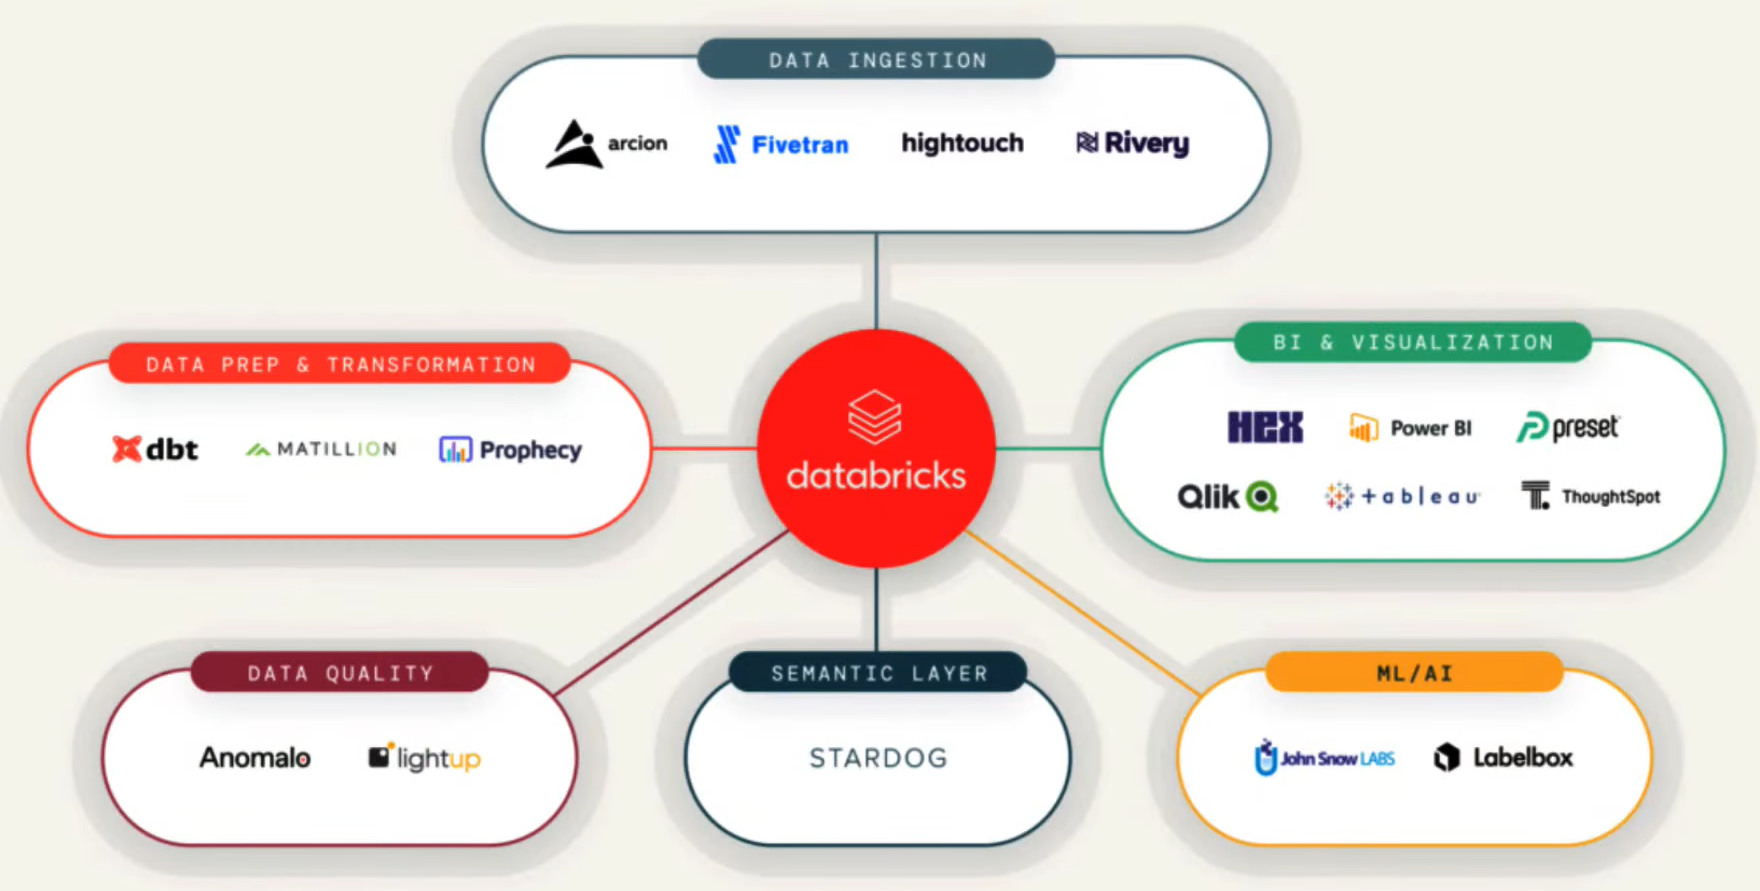 DATA INGESTION
arcion Fivetran hightouch Rivery
DATA PREP & TRANSFORMATION
dbt MATILLION Prophecy
databricks
BI & VISUALIZATION
HEX Power BI preset
Qlik +ableau ThoughtSpot
DATA QUALITY
Anomalo lightup
SEMANTIC LAYER
STARDOG
ML/AI
John Snow LABS Labelbox